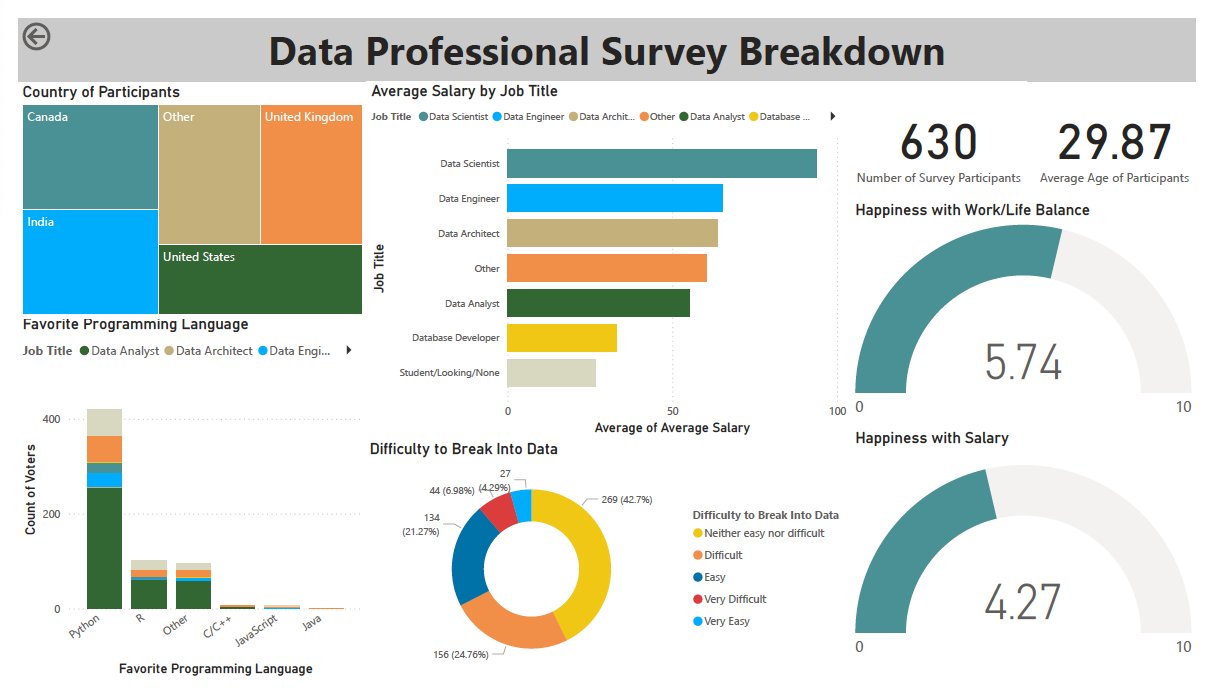 Data Professional Survey Breakdown
Country of Participants
Canada
Other
United Kingdom
India
United States
Average Salary by Job Title
Job Title Data Scientist Data Engineer Data Archit... Other Data Analyst Database ...
Job Title
Data Scientist
Data Engineer
Data Architect
Other
Data Analyst
Database Developer
Student/Looking/None
0 50 100
Average of Average Salary
630
Number of Survey Participants
29.87
Average Age of Participants
Happiness with Work/Life Balance
5.74
0 10
Favorite Programming Language
Job Title Data Analyst Data Architect Data Engi...
Count of Voters
400
200
0
Python R Other C/C++ JavaScript Java
Favorite Programming Language
Difficulty to Break Into Data
27
(4.29%)
44 (6.98%)
269 (42.7%)
134
(21.27%)
156 (24.76%)
Difficulty to Break Into Data
Neither easy nor difficult
Difficult
Easy
Very Difficult
Very Easy
Happiness with Salary
4.27
0 10